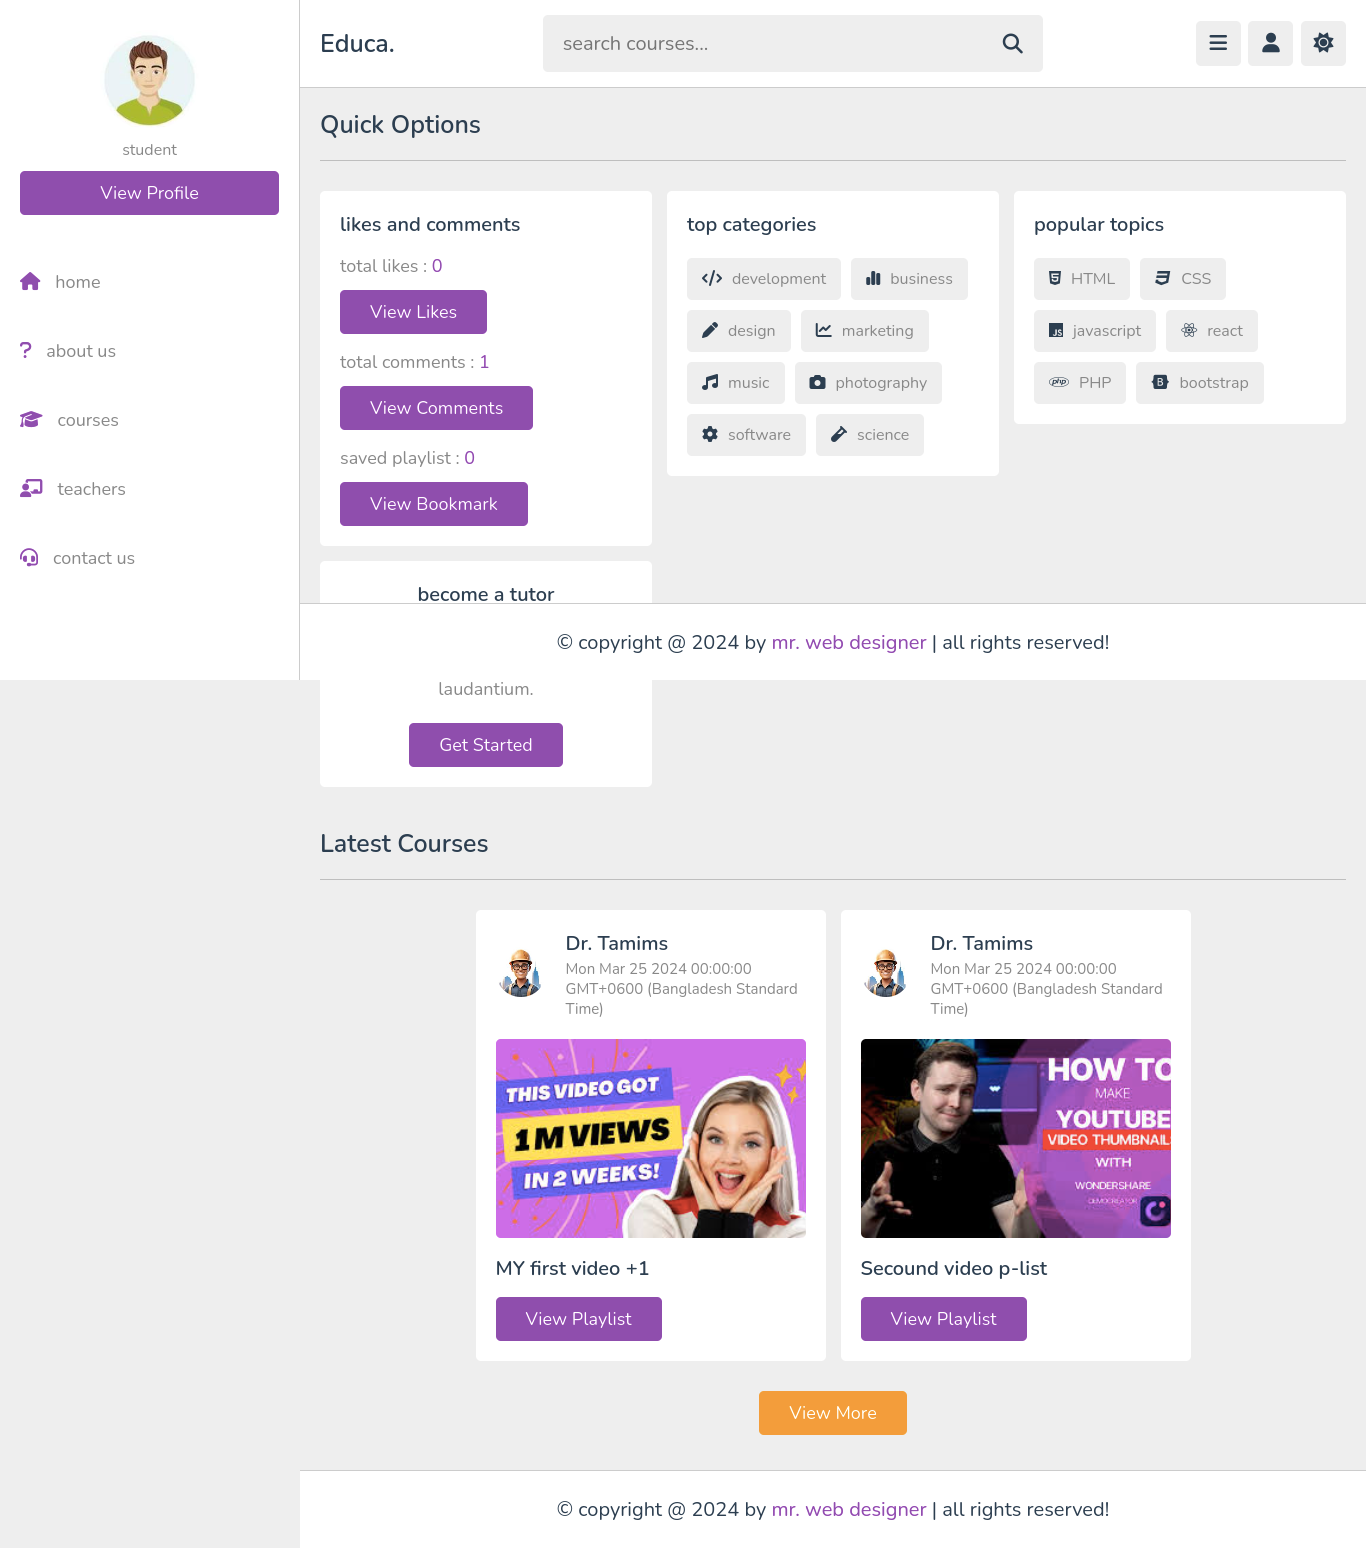 student
View Profile
home
about us
courses
teachers
contact us
Educa.
search courses...
Quick Options
likes and comments
total likes : 0
View Likes
total comments : 1
View Comments
saved playlist : 0
View Bookmark
top categories
development
business
design
marketing
music
photography
software
science
popular topics
HTML
CSS
javascript
react
PHP
bootstrap
become a tutor
© copyright @ 2024 by mr. web designer | all rights reserved!
laudantium.
Get Started
Latest Courses
Dr. Tamims
Mon Mar 25 2024 00:00:00
GMT+0600 (Bangladesh Standard
Time)
THIS VIDEO GOT
1 M VIEWS
IN 2 WEEKS!
MY first video +1
View Playlist
Dr. Tamims
Mon Mar 25 2024 00:00:00
GMT+0600 (Bangladesh Standard
Time)
HOW TO
MAKE
YOUTUBE
VIDEO THUMBNAILS
WITH
WONDERSHARE
DEMOCREATOR
Secound video p-list
View Playlist
View More
© copyright @ 2024 by mr. web designer | all rights reserved!